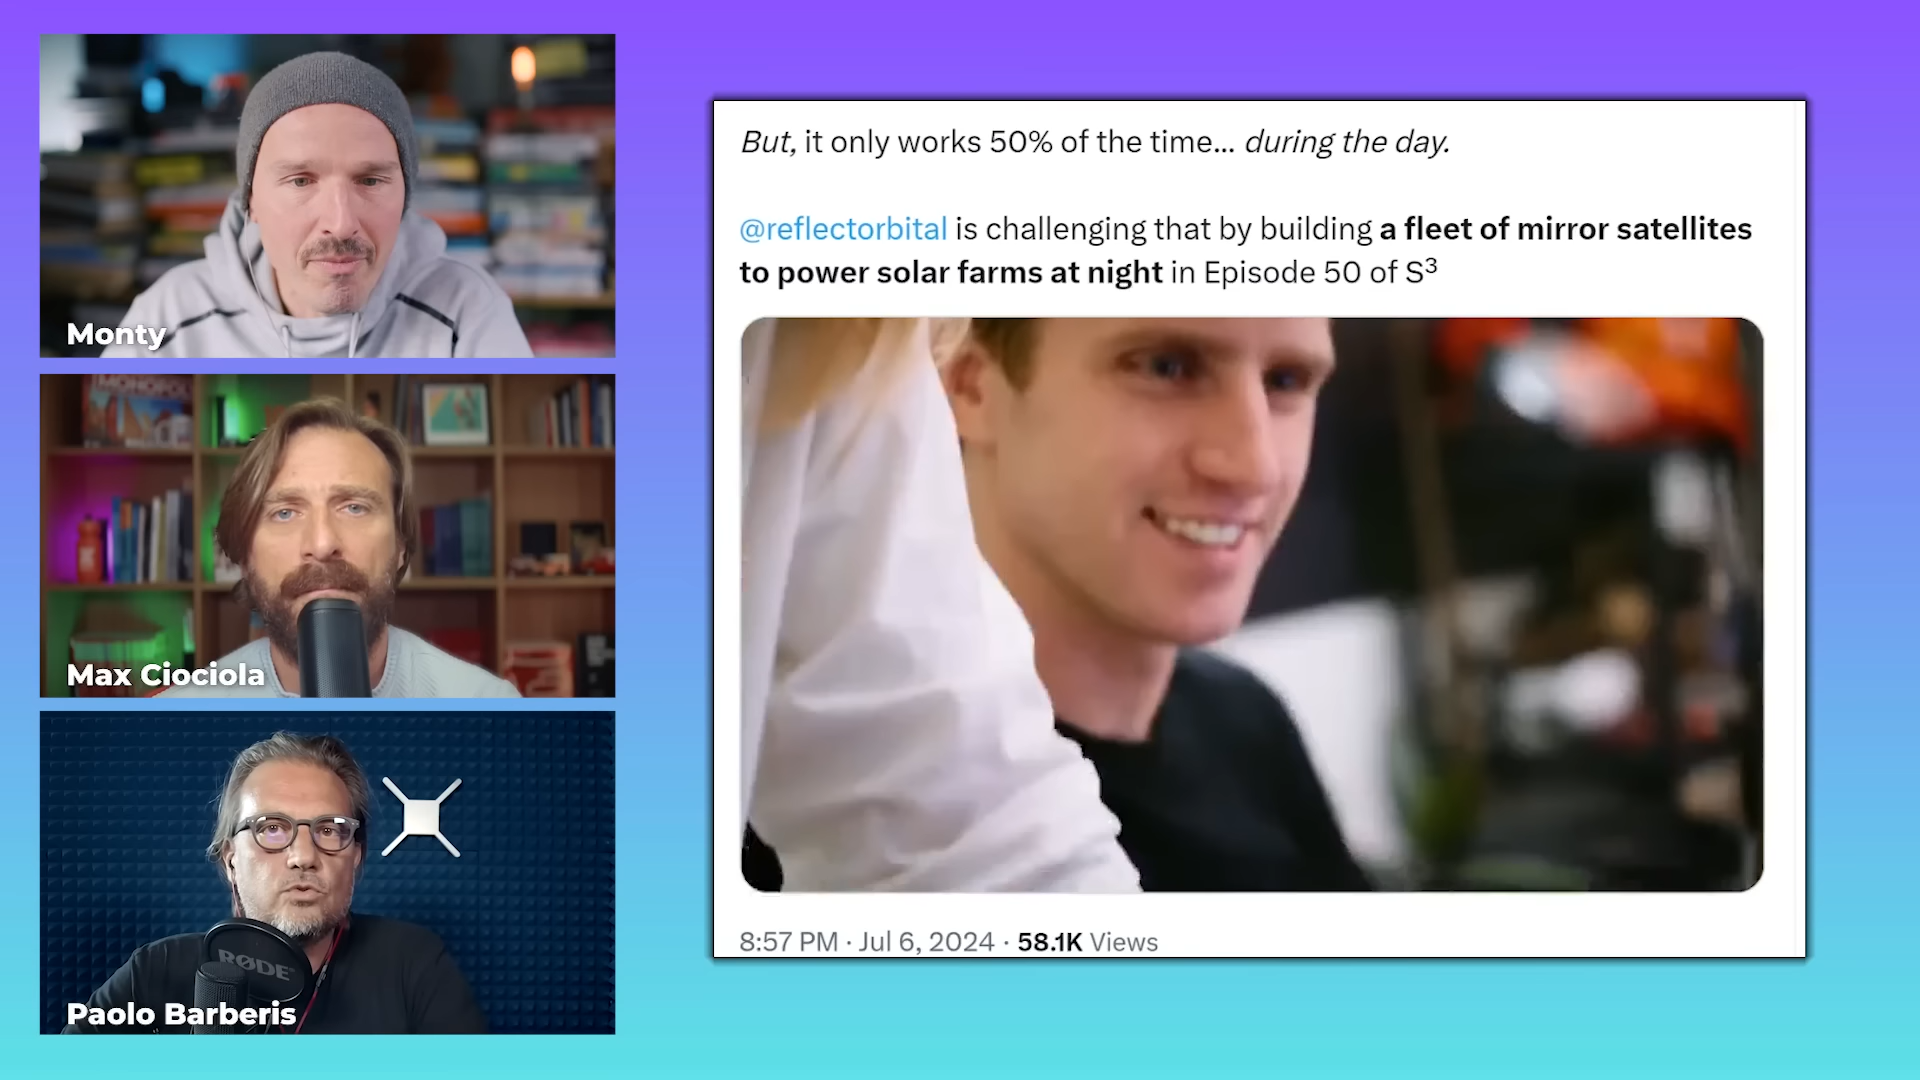 Monty
MONOPOLY
Max Ciociola
RØDE
Paolo Barberis
But, it only works 50% of the time... during the day.
@reflectorbital is challenging that by building a fleet of mirror satellites
to power solar farms at night in Episode 50 of S³
8:57 PM · Jul 6, 2024 · 58.1K Views